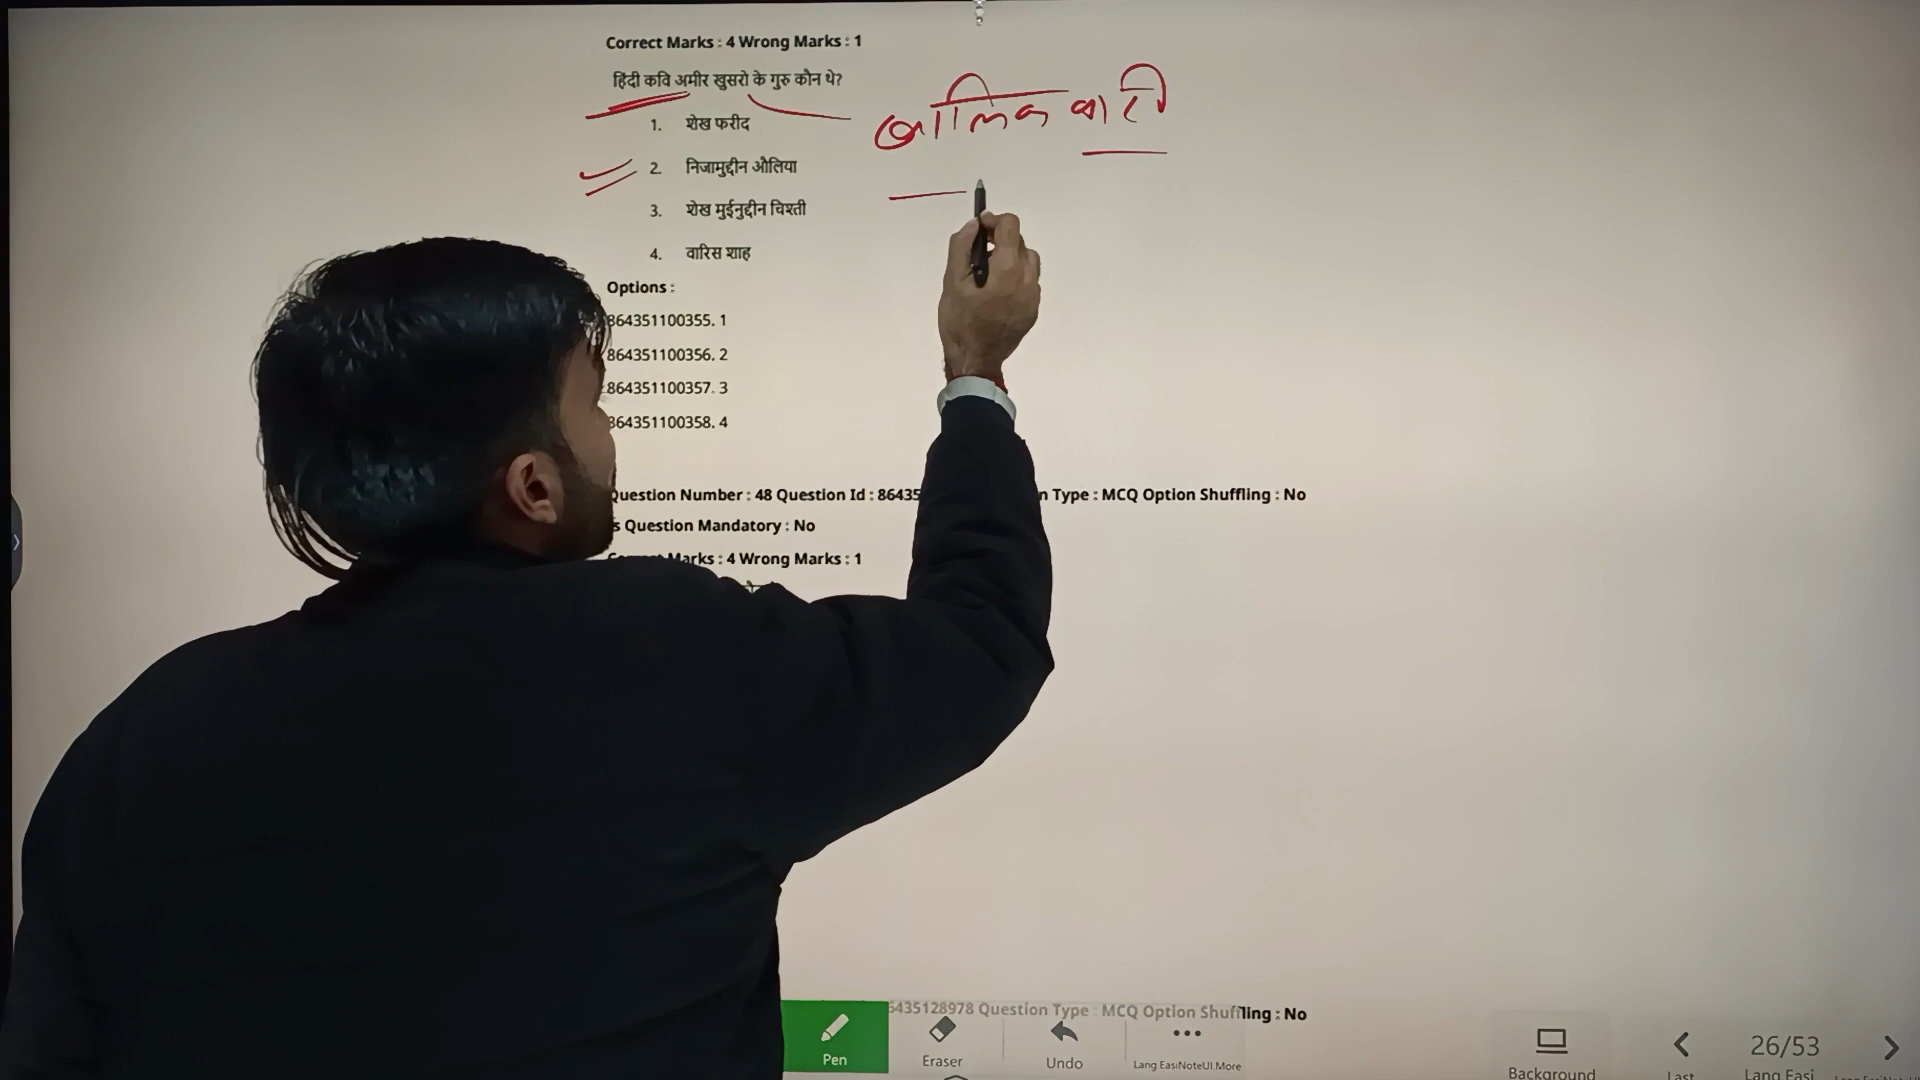 Correct Marks : 4 Wrong Marks : 1
हिंदी कवि अमीर खुसरो के गुरु कौन थे?
1. शेख फरीद
2. निजामुद्दीन औलिया
3. शेख मुईनुद्दीन चिश्ती
4. वारिस शाह
Options :
864351100355. 1
864351100356. 2
864351100357. 3
864351100358. 4
Question Number : 48 Question Id : 86435 n Type : MCQ Option Shuffling : No
s Question Mandatory : No
Marks : 4 Wrong Marks : 1
6435128978 Question Type : MCQ Option Shuffling : No
Pen
Eraser
Undo
Lang EasiNoteUI.More
Background
Last
26/53
Lang Easi